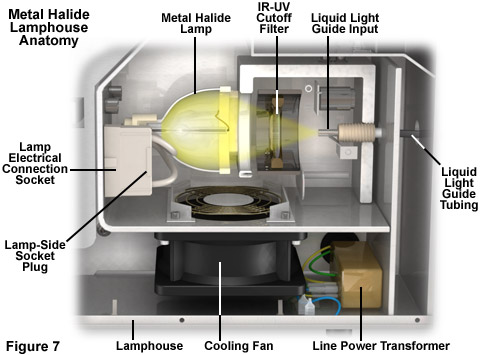 Metal Halide
Lamphouse
Anatomy
Metal Halide
Lamp
IR-UV
Cutoff
Filter
Liquid Light
Guide Input
Lamp
Electrical
Connection
Socket
Liquid
Light
Guide
Tubing
Lamp-Side
Socket
Plug
Figure 7
Lamphouse
Cooling Fan
Line Power Transformer